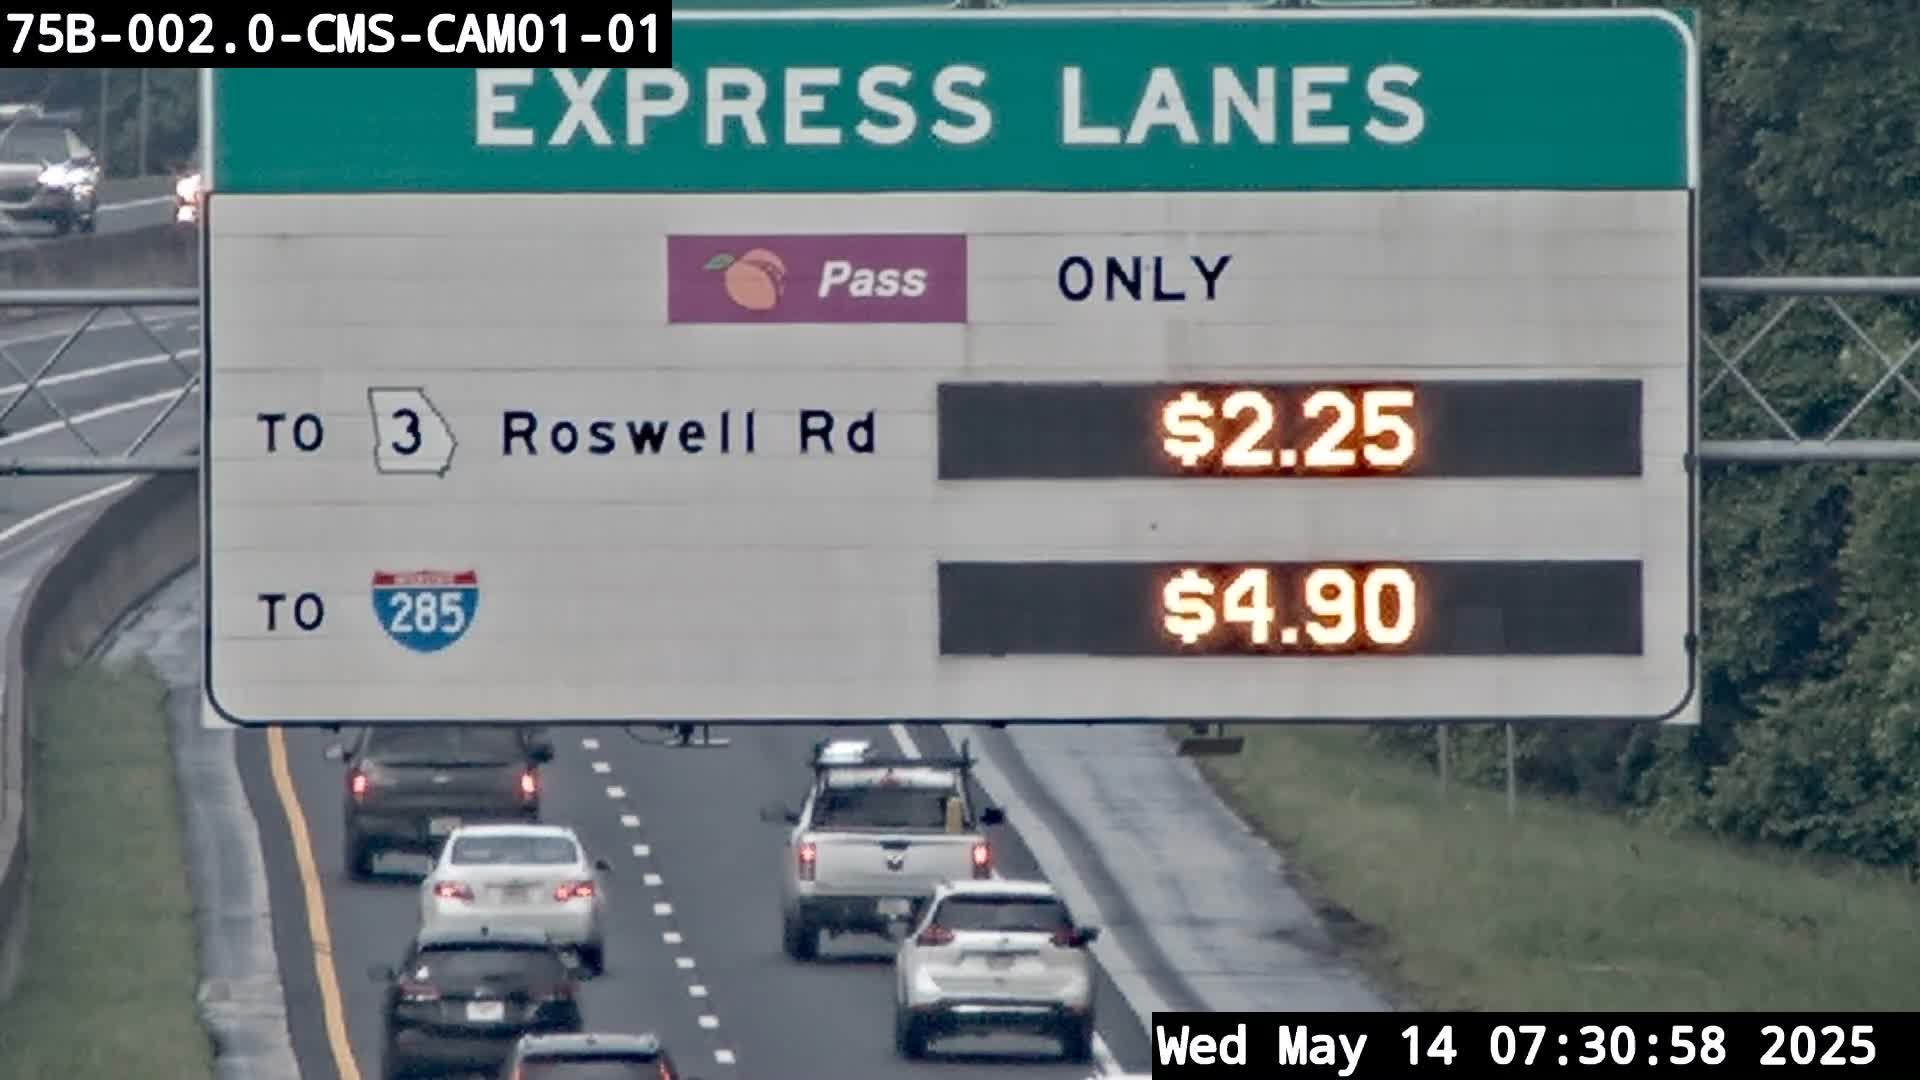 75B-002.0-CMS-CAM01-01
EXPRESS LANES
Pass ONLY
TO 3 Roswell Rd $2.25
TO 285 $4.90
Wed May 14 07:30:58 2025